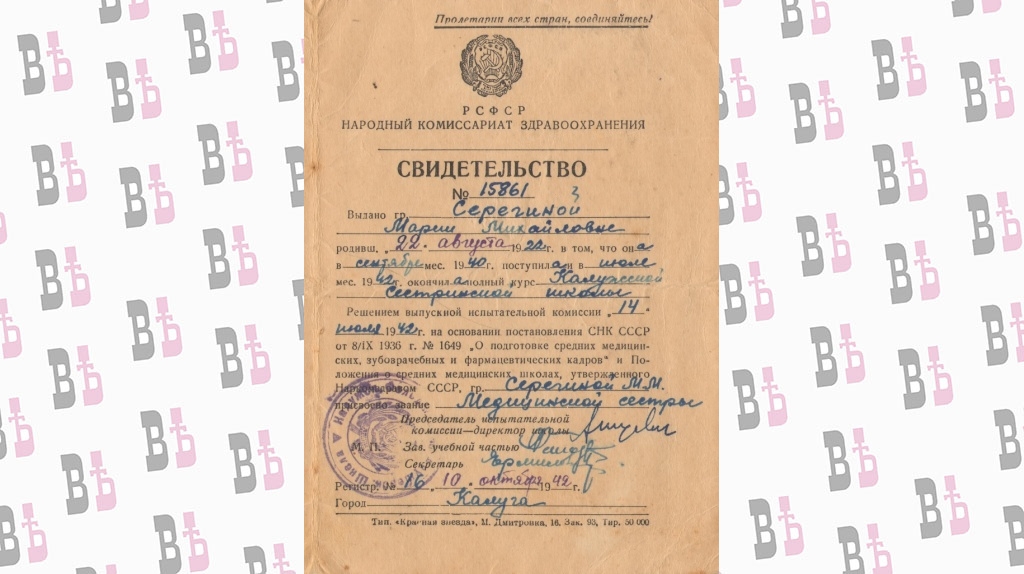 Пролетарии всех стран, соединяйтесь!
РСФСР
НАРОДНЫЙ КОМИССАРИАТ ЗДРАВООХРАНЕНИЯ
СВИДЕТЕЛЬСТВО
№ 15861
Выдано гр. Серегиной
Марии Михайловне
родивш. „22 августа 1922 г. в том, что она
в сентябре мес. 1940 г. поступила и в июле
мес. 1942 г. окончила полный курс Калужской
Сестринской школы
Решением выпускной испытательной комиссии „14
июля 1942 г. на основании постановления СНК СССР
от 8/IX 1936 г. № 1649 „О подготовке средних медицин-
ских, зубоврачебных и фармацевтических кадров" и По-
ложения о средних медицинских школах, утвержденного
Наркомздравом СССР, гр. Серегиной М.М.
присвоено звание Медицинской сестры
Председатель испытательной
комиссии—директор школы
М. П. Зав. учебной частью
Секретарь
Регистр. № 16 „10 октября 1942 г.
Город Калуга
Тип. «Красная звезда», М. Дмитровка, 16. Зак. 93, Тир. 50 000